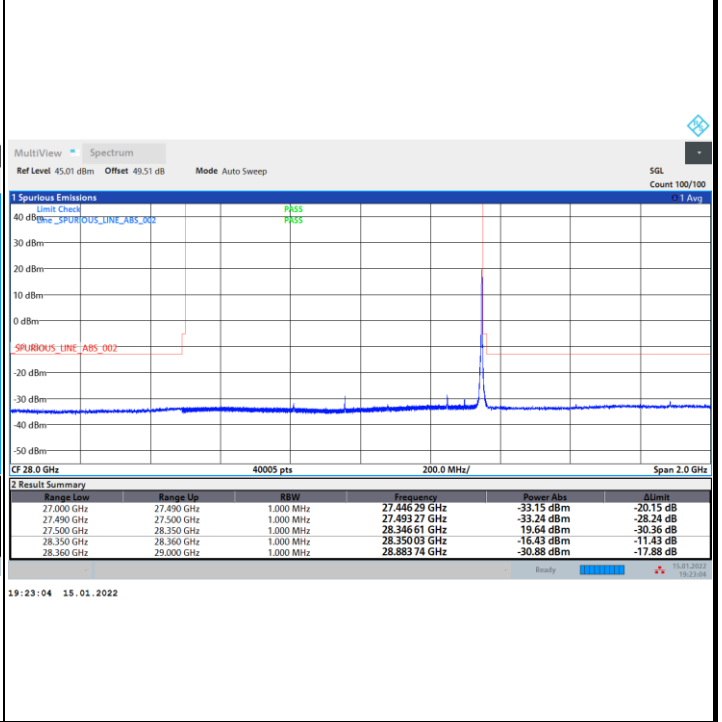 MultiView Spectrum
Ref Level 45.01 dBm Offset 49.51 dB Mode Auto Sweep SGL
Count 100/100
1 Spurious Emissions 1 Avg
Limit Check PASS
40 dBm
Line _SPURIOUS_LINE_ABS_002 PASS
30 dBm
20 dBm
10 dBm
0 dBm
_SPURIOUS_LINE_ABS_002
-20 dBm
-30 dBm
-40 dBm
-50 dBm
CF 28.0 GHz 40005 pts 200.0 MHz/ Span 2.0 GHz
2 Result Summary
Range Low Range Up RBW Frequency Power Abs ΔLimit
27.000 GHz 27.490 GHz 1.000 MHz 27.446 29 GHz -33.15 dBm -20.15 dB
27.490 GHz 27.500 GHz 1.000 MHz 27.493 27 GHz -33.24 dBm -28.24 dB
27.500 GHz 28.350 GHz 1.000 MHz 28.346 61 GHz 19.64 dBm -30.36 dB
28.350 GHz 28.360 GHz 1.000 MHz 28.350 03 GHz -16.43 dBm -11.43 dB
28.360 GHz 29.000 GHz 1.000 MHz 28.883 74 GHz -30.88 dBm -17.88 dB
Ready 15.01.2022
19:23:04
19:23:04 15.01.2022